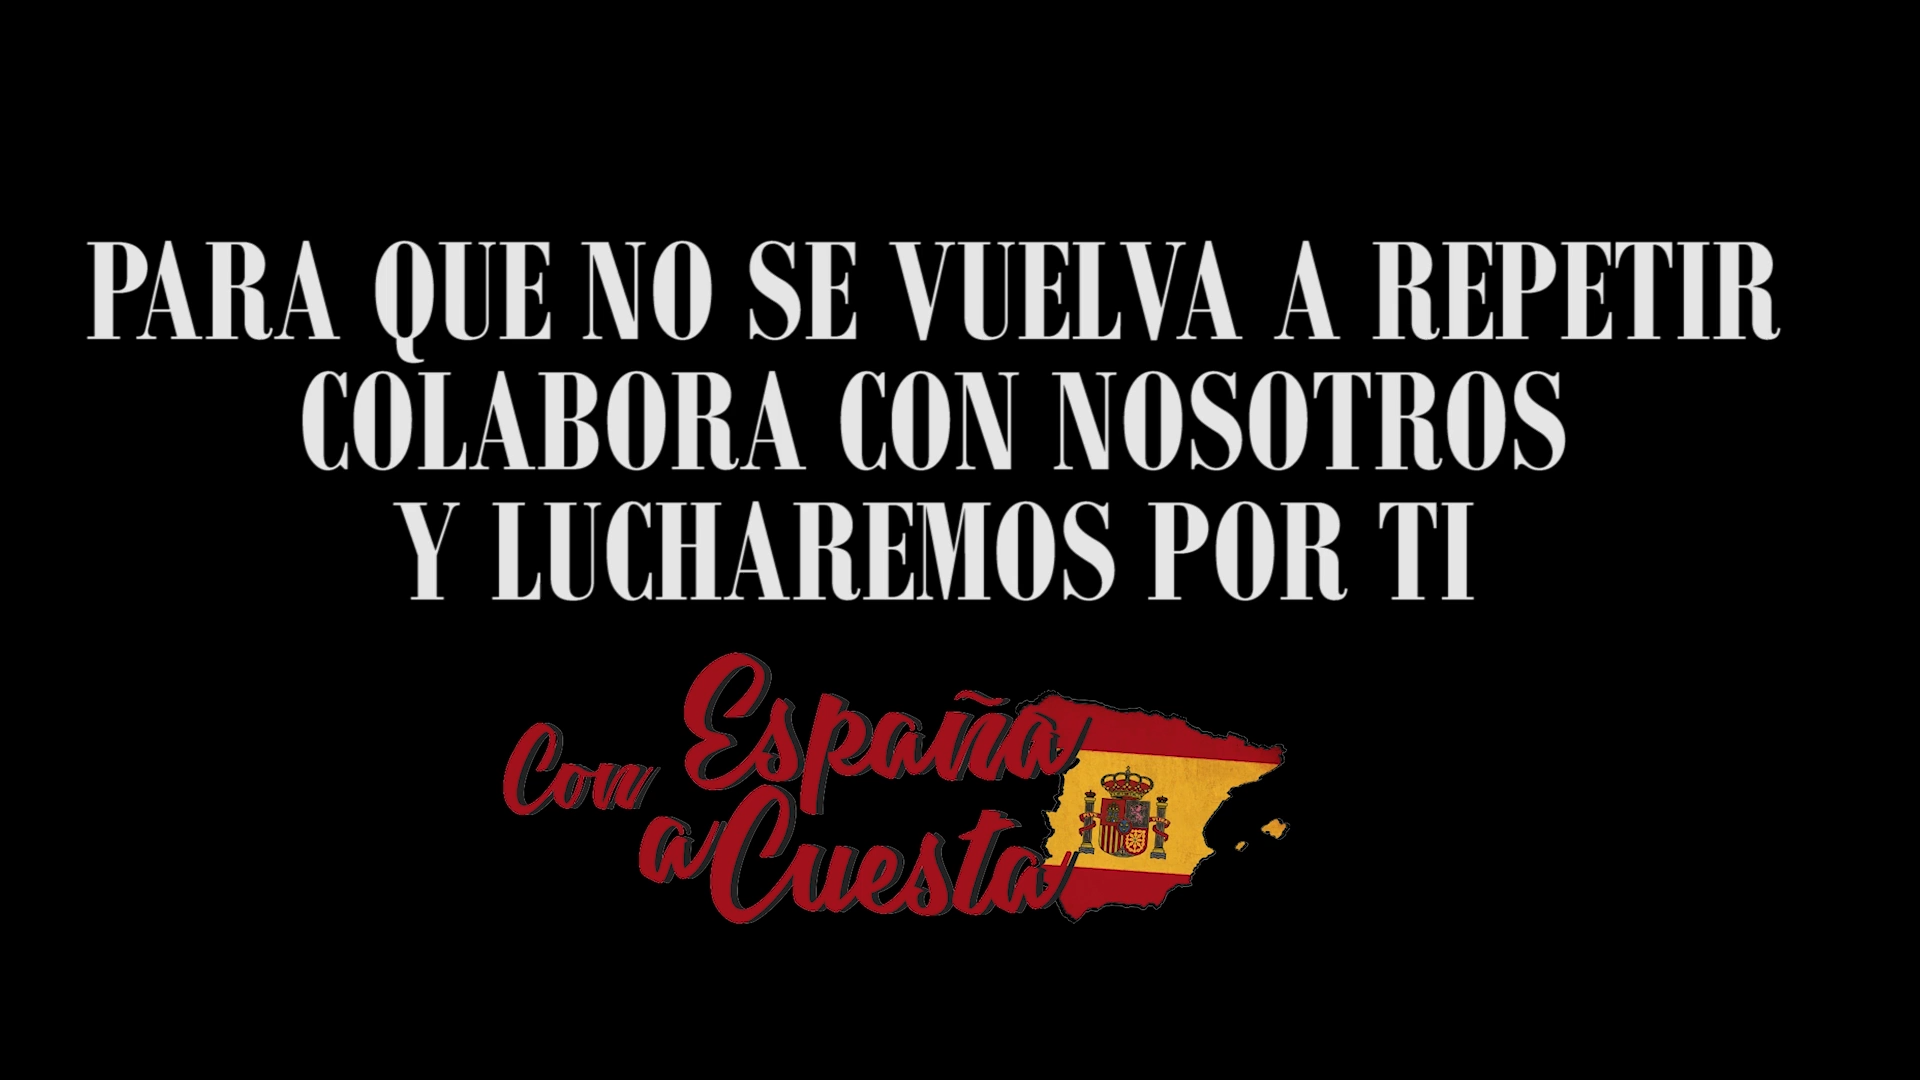 PARA QUE NO SE VUELVA A REPETIR
COLABORA CON NOSOTROS
Y LUCHAREMOS POR TI
Con España
a Cuesta